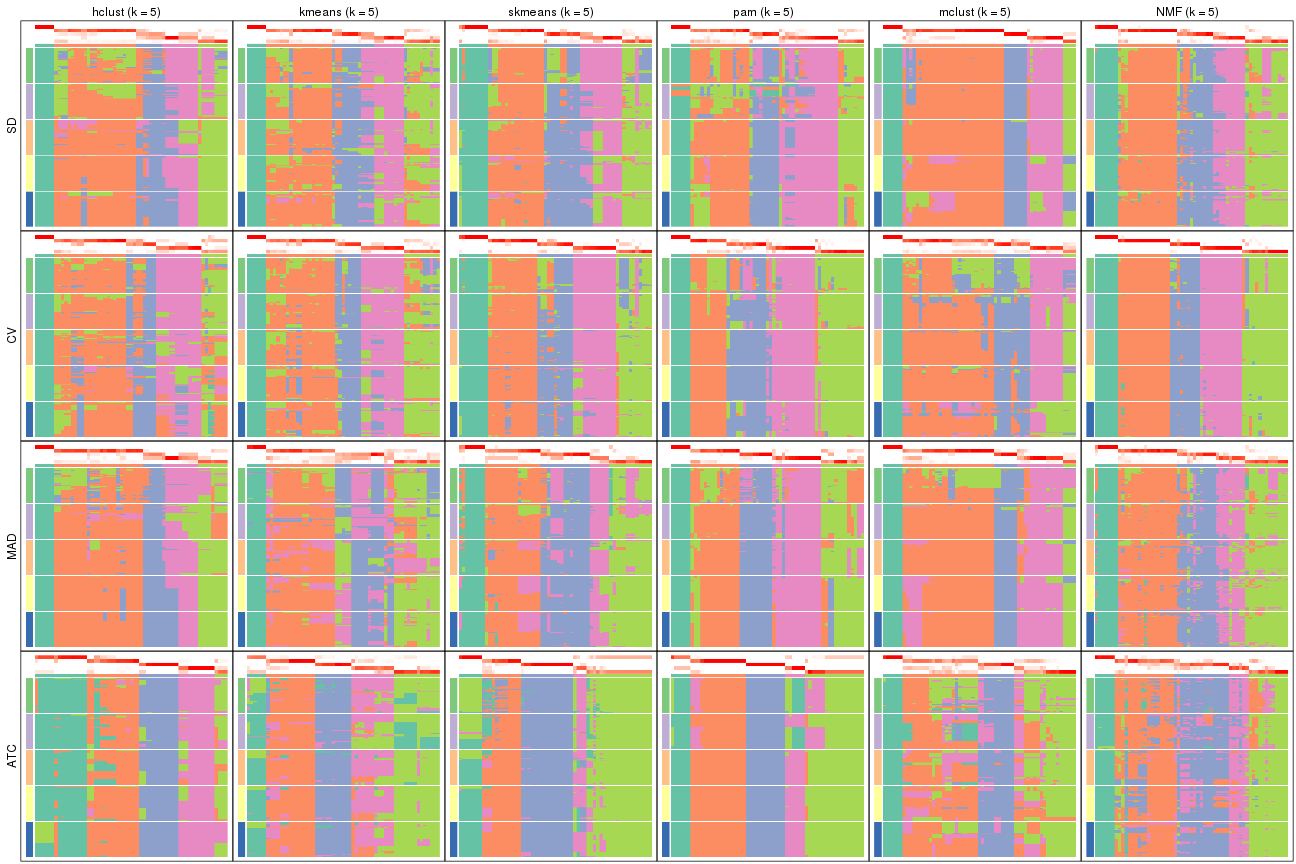 hclust (k = 5) kmeans (k = 5) skmeans (k = 5) pam (k = 5) mclust (k = 5) NMF (k = 5)
SD
CV
MAD
ATC